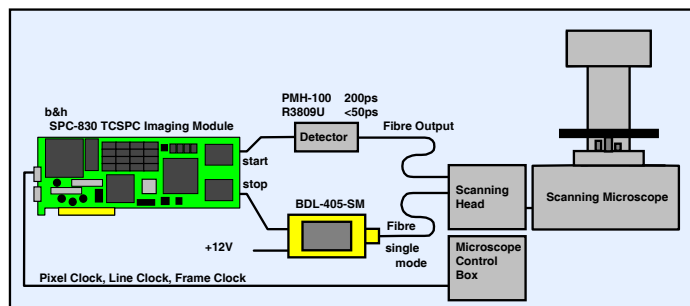 b&h
SPC-830 TCSPC Imaging Module
PMH-100 200ps
R3809U <50ps
Detector
Fibre Output
start
stop
BDL-405-SM
+12V
Fibre
single
mode
Scanning
Head
Scanning Microscope
Microscope
Control
Box
Pixel Clock, Line Clock, Frame Clock